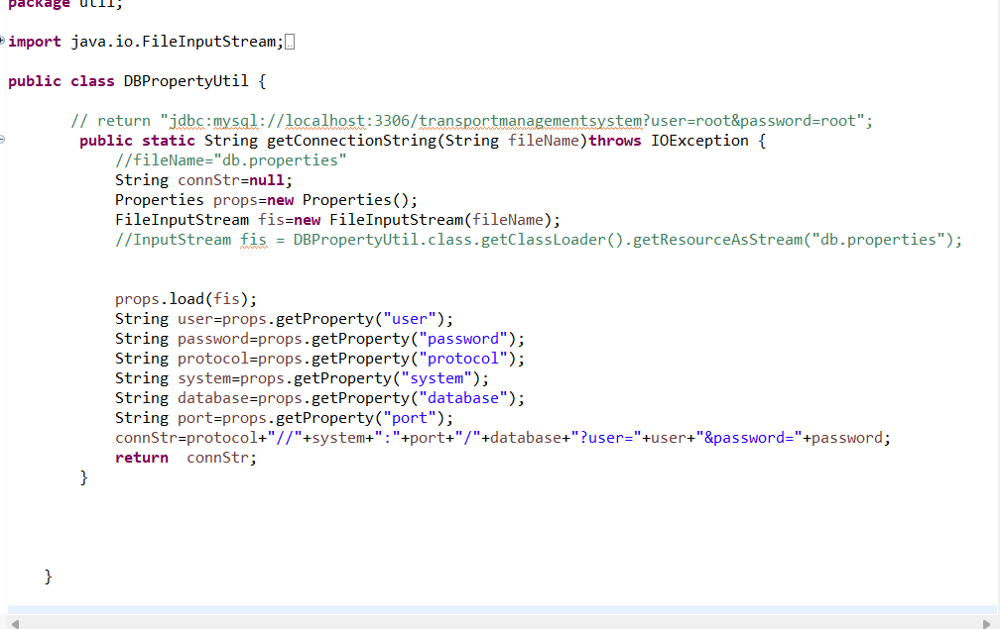 package util;
import java.io.FileInputStream;
public class DBPropertyUtil {
// return "jdbc:mysql://localhost:3306/transportmanagementsystem?user=root&password=root";
public static String getConnectionString(String fileName)throws IOException {
//fileName="db.properties"
String connStr=null;
Properties props=new Properties();
FileInputStream fis=new FileInputStream(fileName);
//InputStream fis = DBPropertyUtil.class.getClassLoader().getResourceAsStream("db.properties");
props.load(fis);
String user=props.getProperty("user");
String password=props.getProperty("password");
String protocol=props.getProperty("protocol");
String system=props.getProperty("system");
String database=props.getProperty("database");
String port=props.getProperty("port");
connStr=protocol+"//"+system+":"+port+"/"+database+"?user="+user+"&password="+password;
return  connStr;
}
}